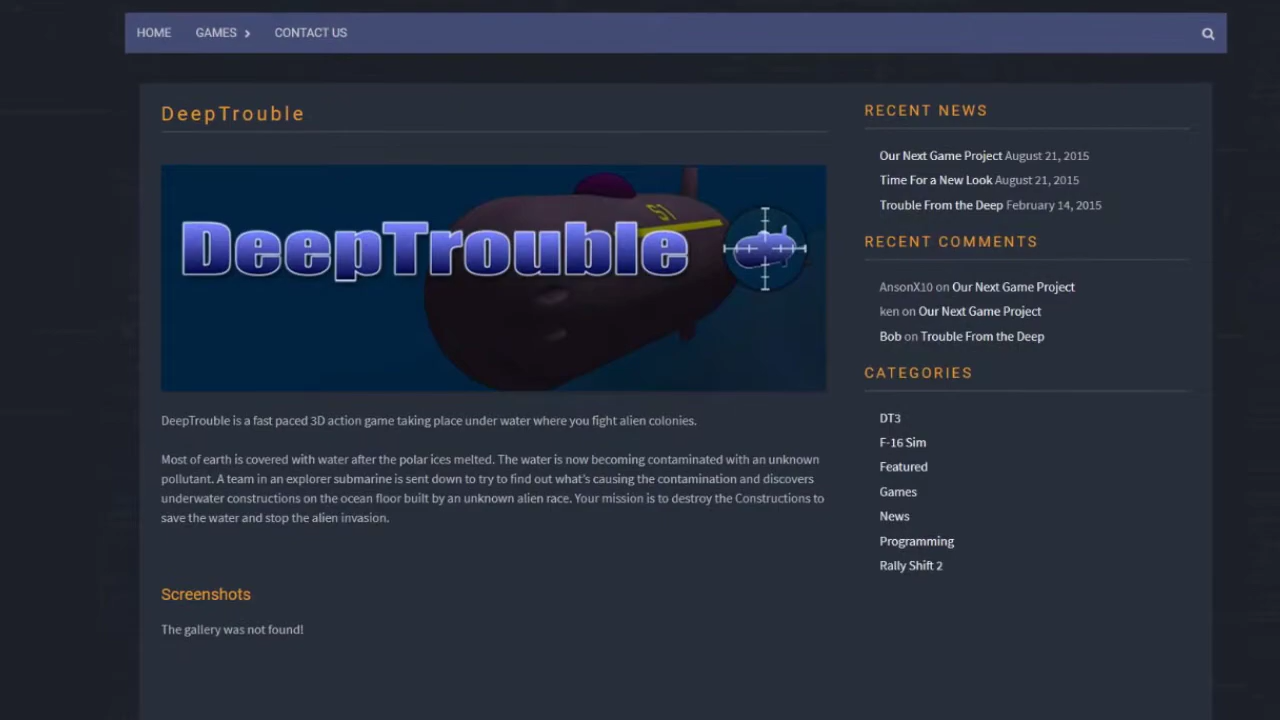 HOME GAMES CONTACT US
DeepTrouble
DeepTrouble
51
DeepTrouble is a fast paced 3D action game taking place under water where you fight alien colonies.
Most of earth is covered with water after the polar ices melted. The water is now becoming contaminated with an unknown
pollutant. A team in an explorer submarine is sent down to try to find out what's causing the contamination and discovers
underwater constructions on the ocean floor built by an unknown alien race. Your mission is to destroy the Constructions to
save the water and stop the alien invasion.
Screenshots
The gallery was not found!
RECENT NEWS
Our Next Game Project August 21, 2015
Time For a New Look August 21, 2015
Trouble From the Deep February 14, 2015
RECENT COMMENTS
AnsonX10 on Our Next Game Project
ken on Our Next Game Project
Bob on Trouble From the Deep
CATEGORIES
DT3
F-16 Sim
Featured
Games
News
Programming
Rally Shift 2